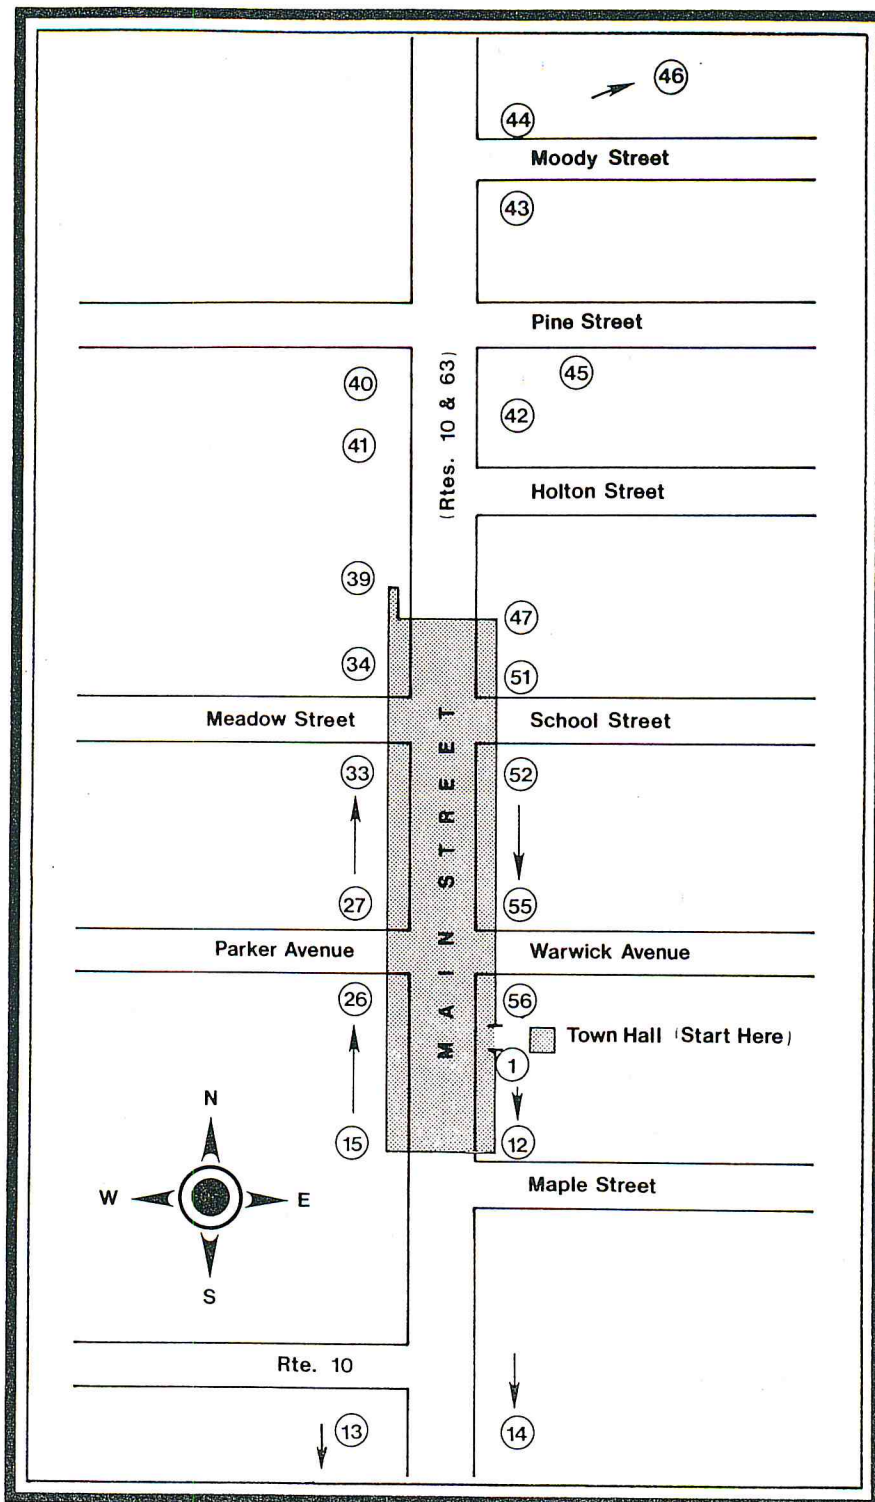 46
44
Moody Street
43
Pine Street
40
45
(Rtes. 10 & 63)
42
41
Holton Street
39
47
34
51
Meadow Street
School Street
MAIN STREET
33
52
27
55
Parker Avenue
Warwick Avenue
26
56
Town Hall (Start Here)
1
15
12
N
W
E
S
Maple Street
Rte. 10
13
14